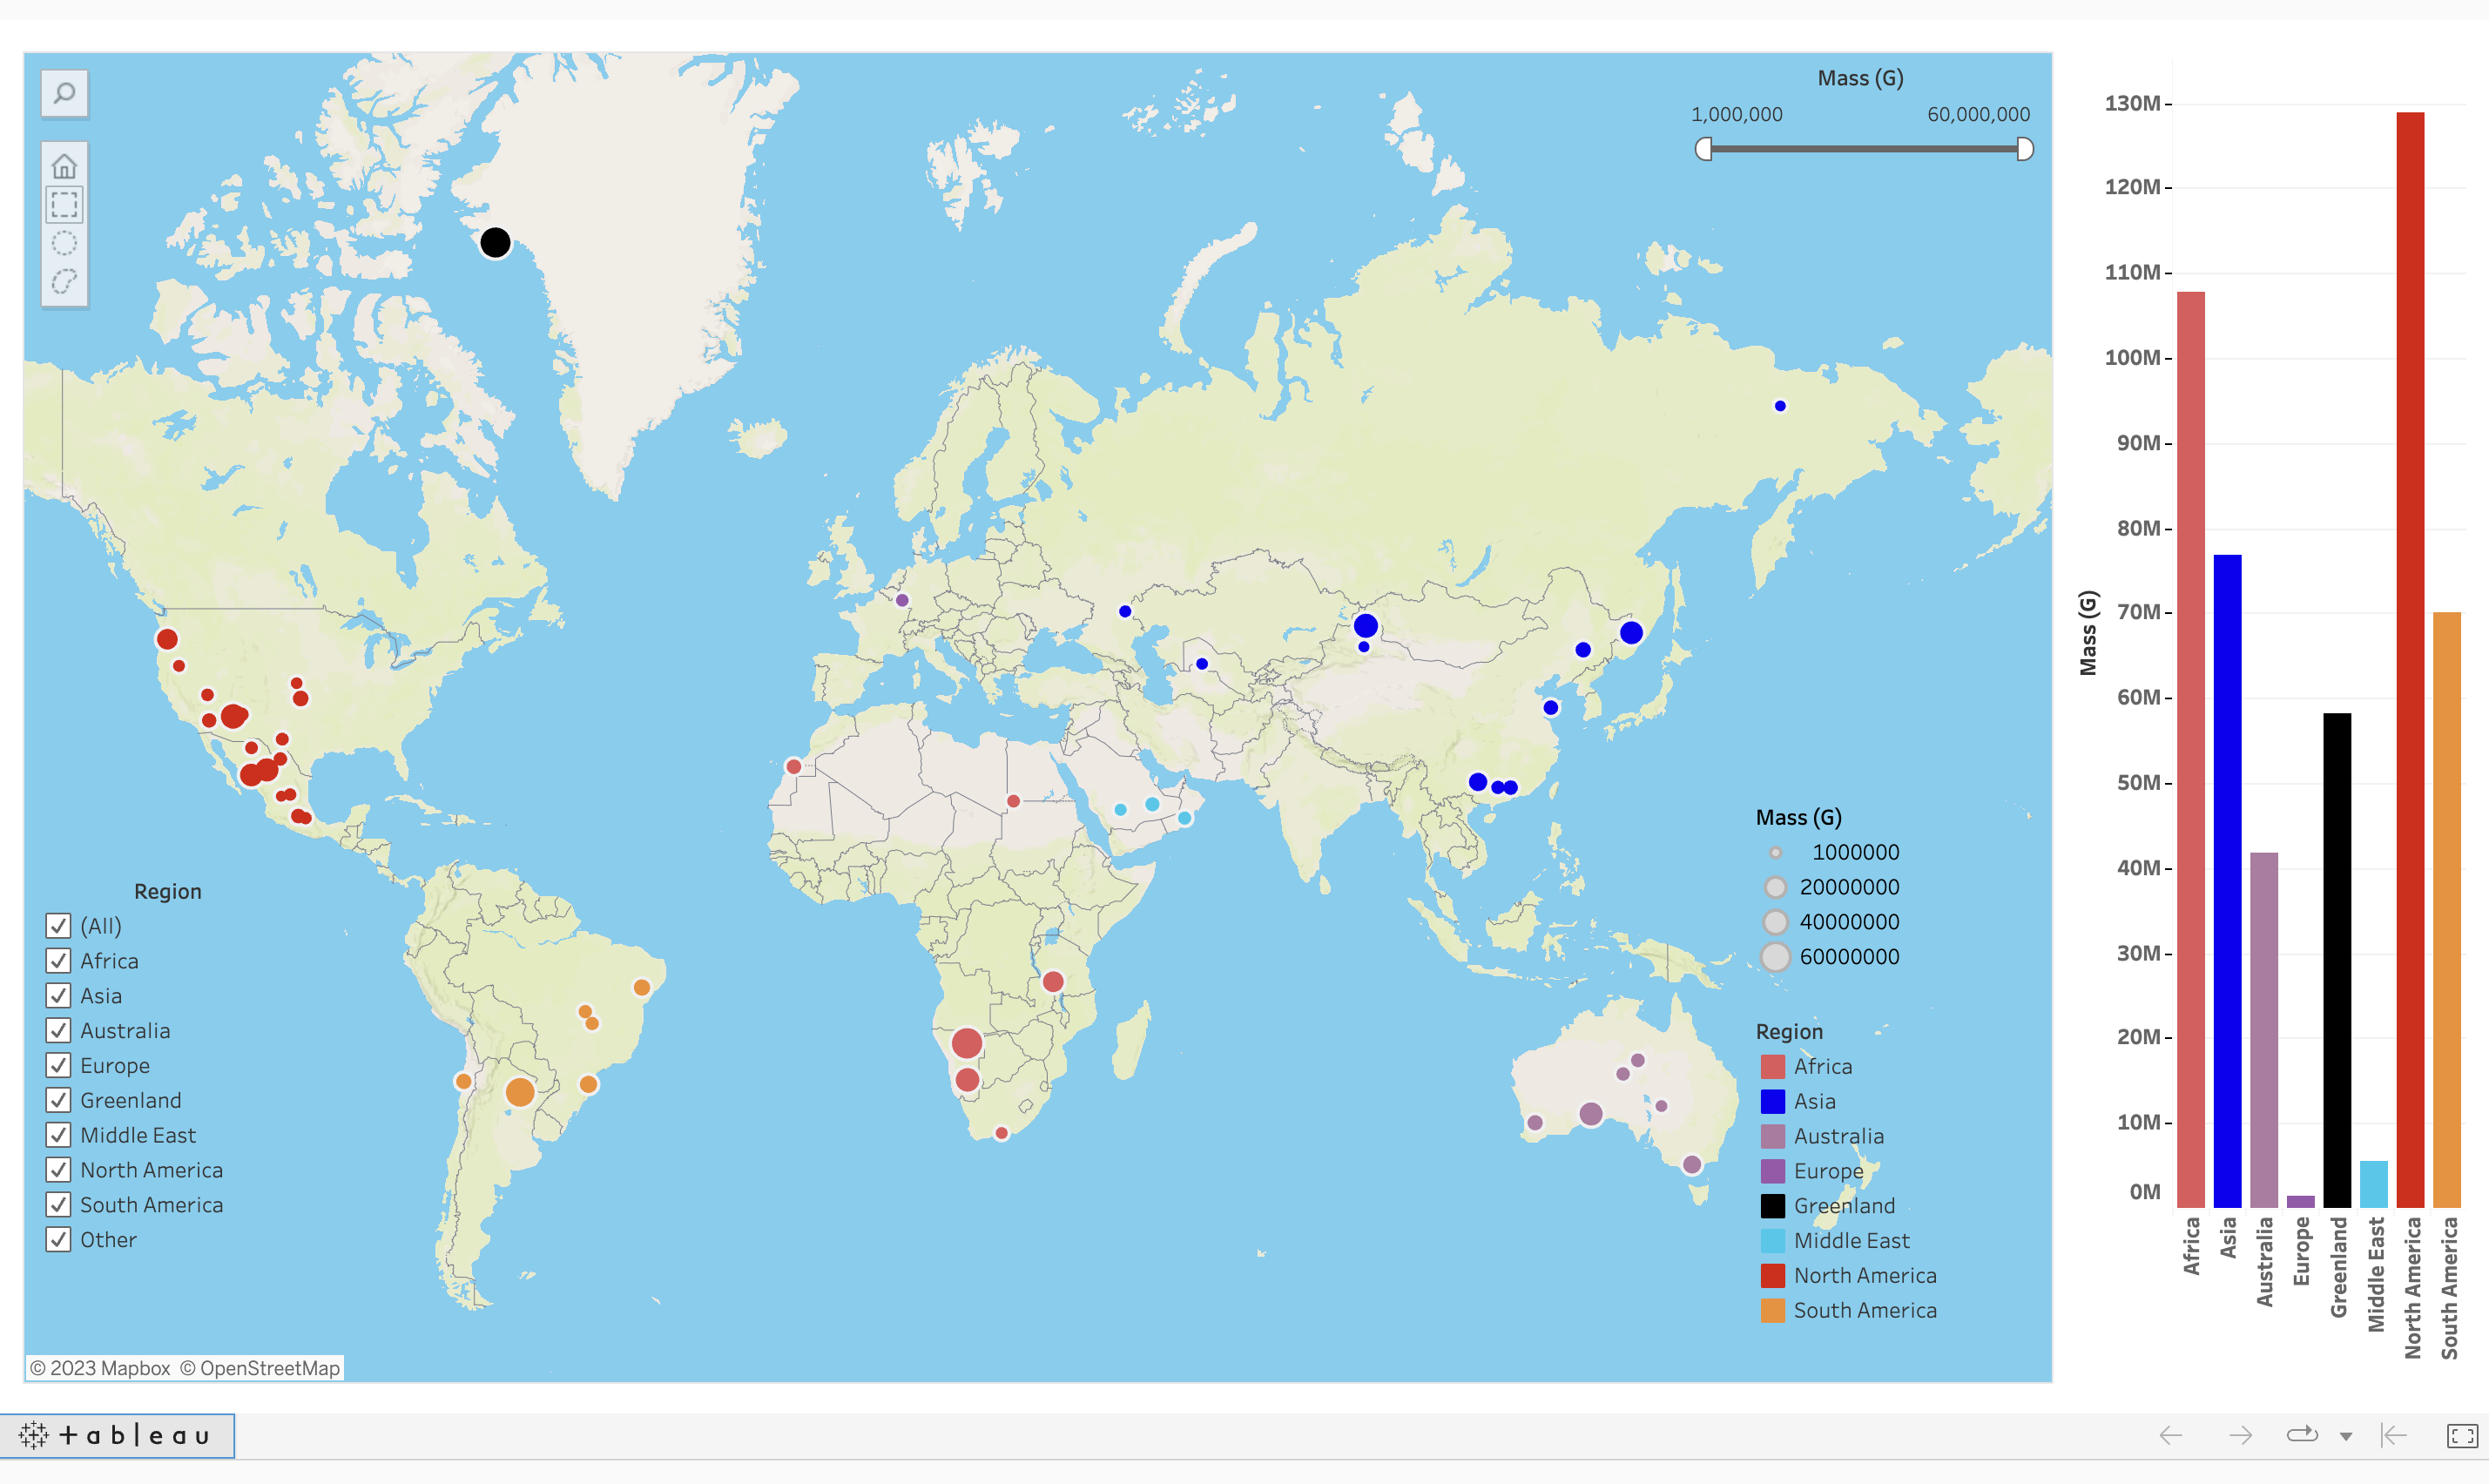 Mass (G)
1,000,000 60,000,000
Mass (G)
1000000
20000000
40000000
60000000
Region
(All)
Africa
Asia
Australia
Europe
Greenland
Middle East
North America
South America
Other
Region
Africa
Asia
Australia
Europe
Greenland
Middle East
North America
South America
© 2023 Mapbox © OpenStreetMap
Mass (G)
130M
120M
110M
100M
90M
80M
70M
60M
50M
40M
30M
20M
10M
0M
Africa
Asia
Australia
Europe
Greenland
Middle East
North America
South America
+ a b l e a u